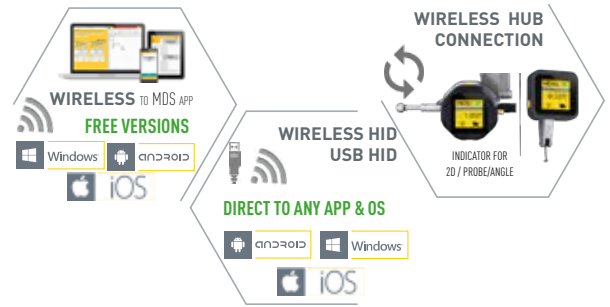 WIRELESS TO MDS APP
FREE VERSIONS
Windows
ANDROID
iOS
WIRELESS HID
USB HID
DIRECT TO ANY APP & OS
ANDROID
Windows
iOS
WIRELESS HUB
CONNECTION
INDICATOR FOR
2D / PROBE/ANGLE